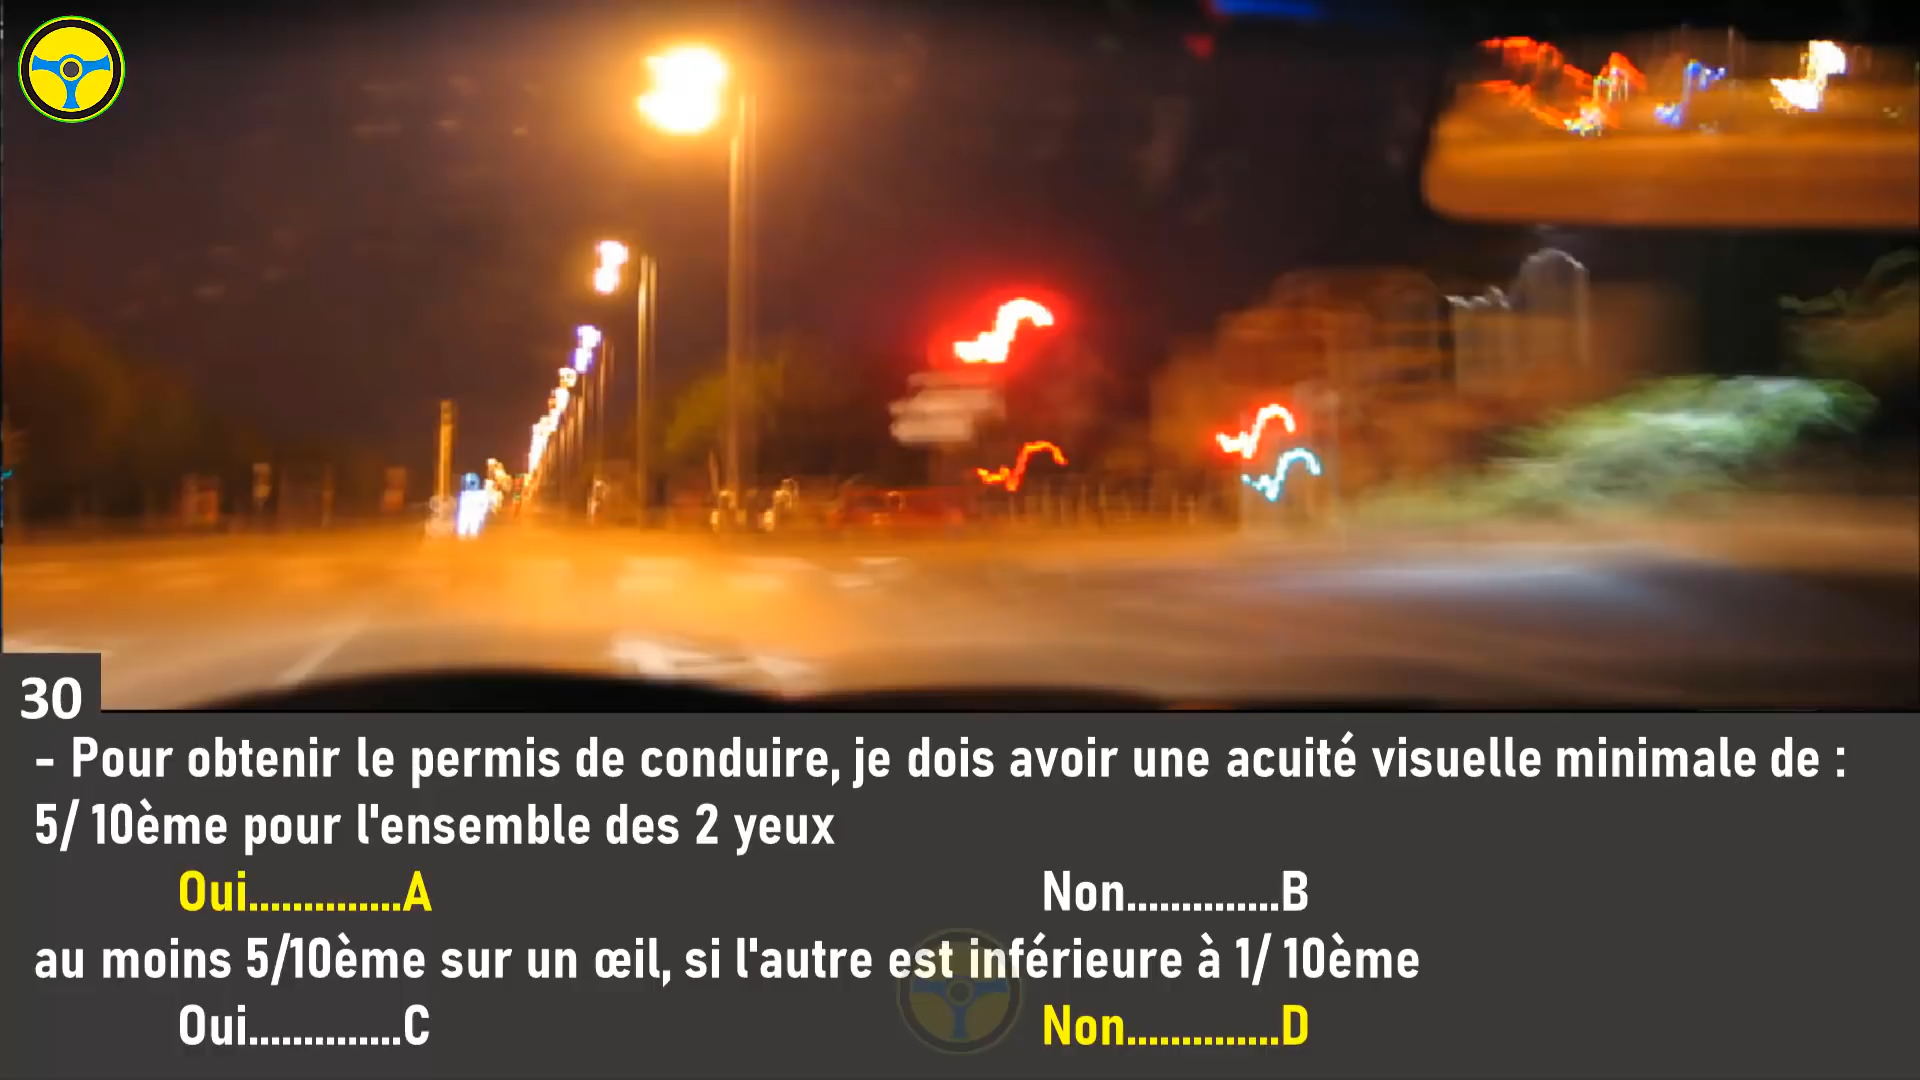 30
- Pour obtenir le permis de conduire, je dois avoir une acuité visuelle minimale de :
5/ 10ème pour l'ensemble des 2 yeux
Oui..............A Non..............B
au moins 5/10ème sur un œil, si l'autre est inférieure à 1/ 10ème
Oui..............C Non..............D